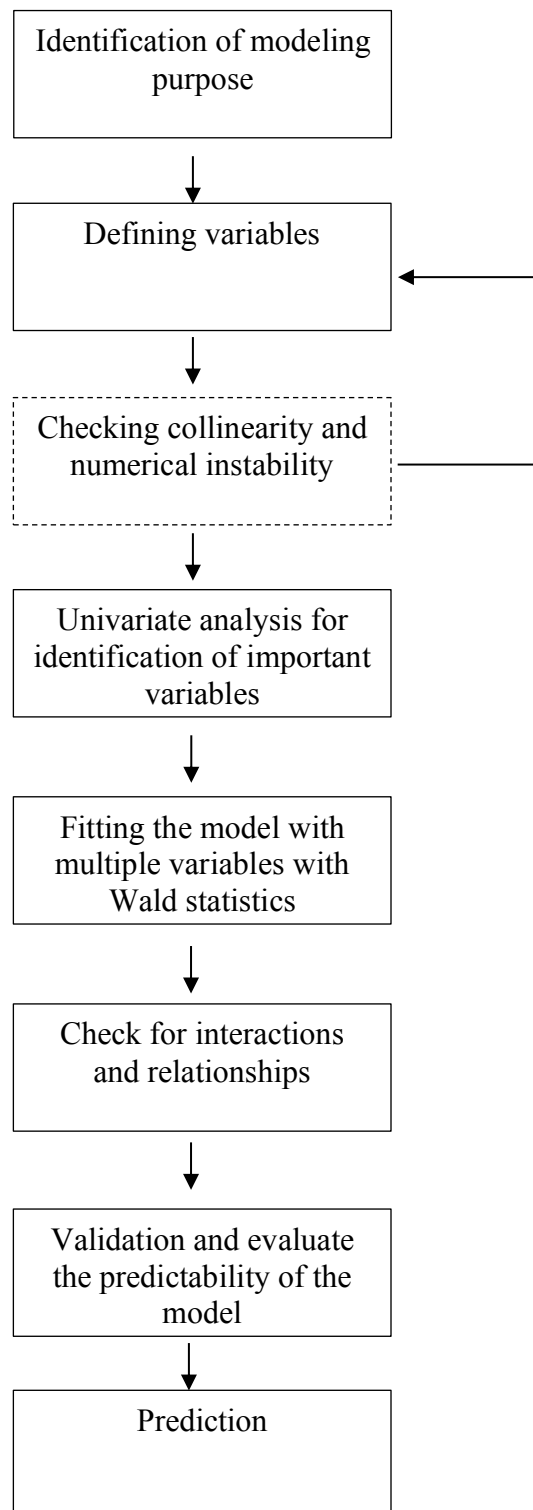 Identification of modeling
purpose
Defining variables
Checking collinearity and
numerical instability
Univariate analysis for
identification of important
variables
Fitting the model with
multiple variables with
Wald statistics
Check for interactions
and relationships
Validation and evaluate
the predictability of the
model
Prediction